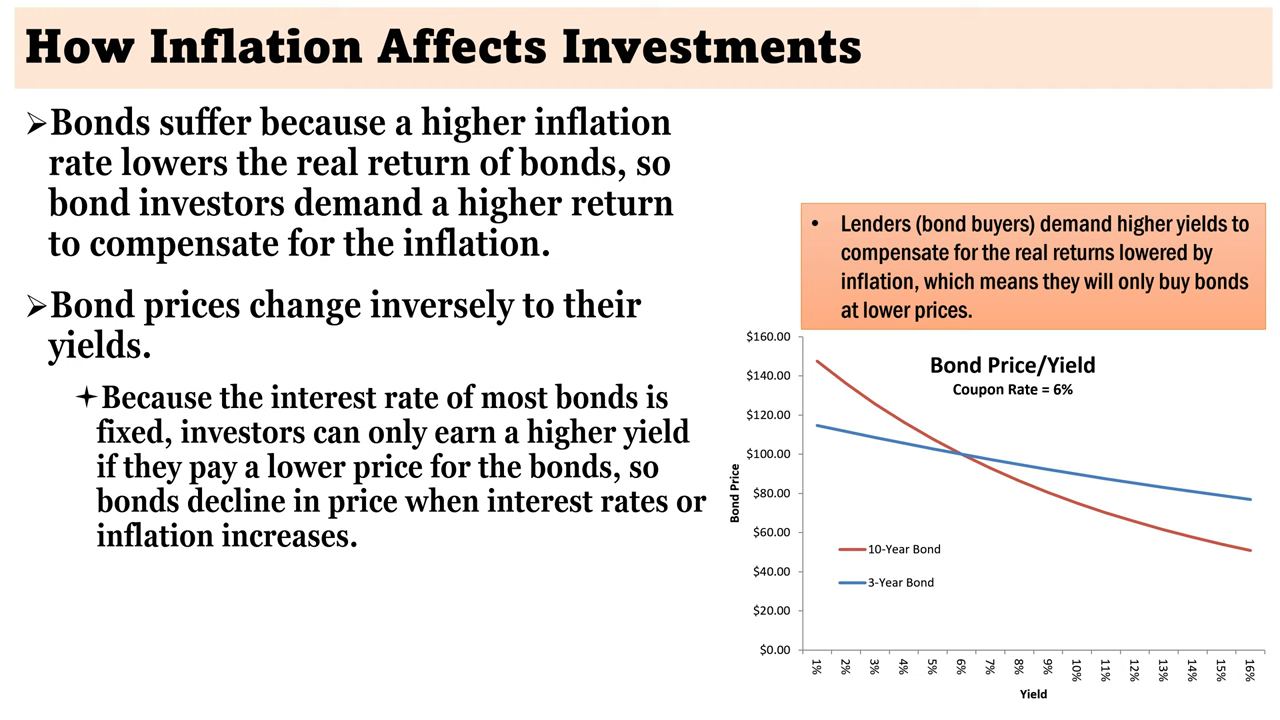 How Inflation Affects Investments
➢Bonds suffer because a higher inflation
rate lowers the real return of bonds, so
bond investors demand a higher return
to compensate for the inflation.
➢Bond prices change inversely to their
yields.
Because the interest rate of most bonds is
fixed, investors can only earn a higher yield
if they pay a lower price for the bonds, so
bonds decline in price when interest rates or
inflation increases.
• Lenders (bond buyers) demand higher yields to
compensate for the real returns lowered by
inflation, which means they will only buy bonds
at lower prices.
Bond Price/Yield
Coupon Rate = 6%
Bond Price
$160.00
$140.00
$120.00
$100.00
$80.00
$60.00
$40.00
$20.00
$0.00
10-Year Bond
3-Year Bond
1% 2% 3% 4% 5% 6% 7% 8% 9% 10% 11% 12% 13% 14% 15% 16%
Yield